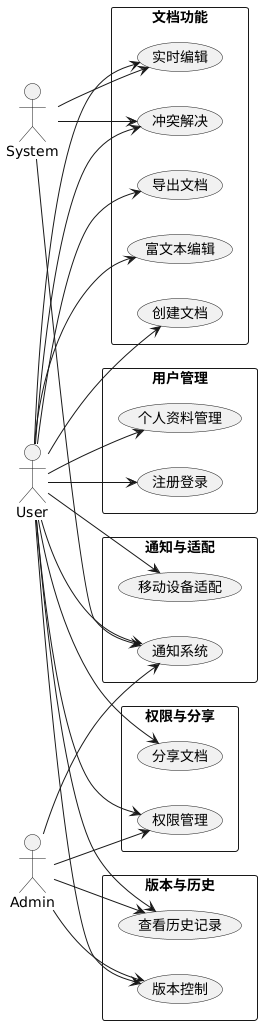 文档功能
实时编辑
System
冲突解决
导出文档
富文本编辑
创建文档
用户管理
个人资料管理
User
注册登录
通知与适配
移动设备适配
通知系统
权限与分享
分享文档
权限管理
Admin
版本与历史
查看历史记录
版本控制